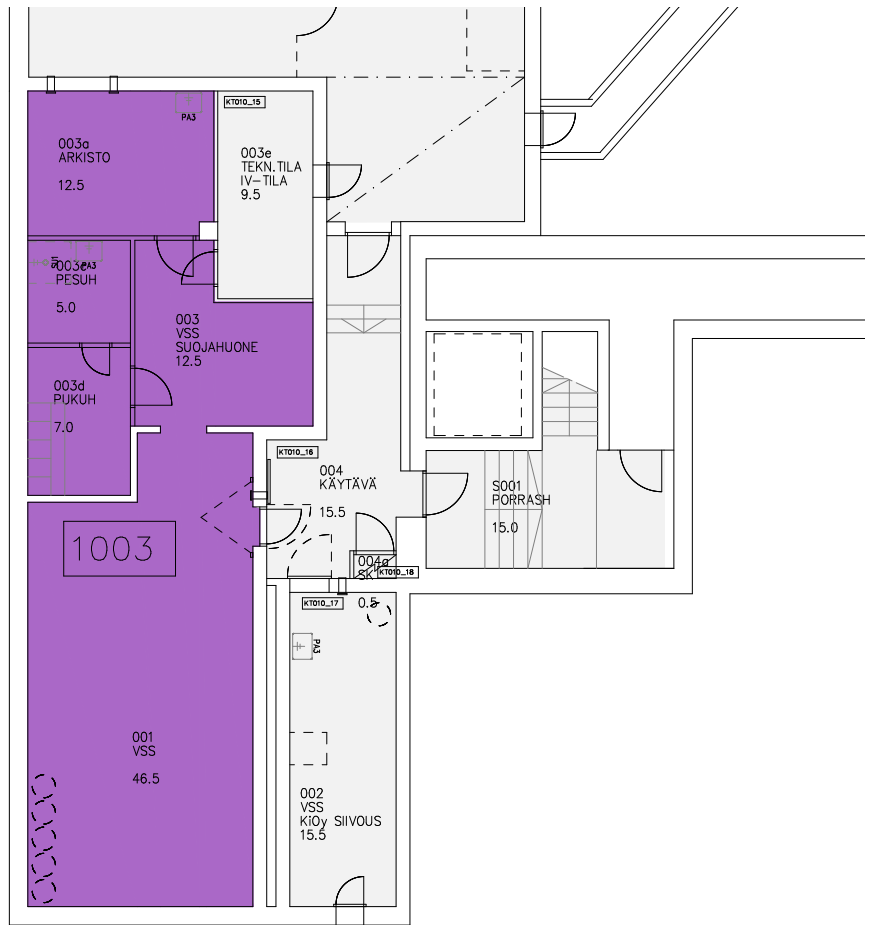 KT010_15
PA3
003a
ARKISTO
12.5
003e
TEKN.TILA
IV-TILA
9.5
PA3
003c
PESUH
5.0
003
VSS
SUOJAHUONE
12.5
003d
PUKUH
7.0
KT010_16
004
KÄYTÄVÄ
15.5
S001
PORRASH
15.0
1003
004a
SK
0.5
KT010_18
KT010_17
PA3
001
VSS
46.5
002
VSS
KiOy SIIVOUS
15.5